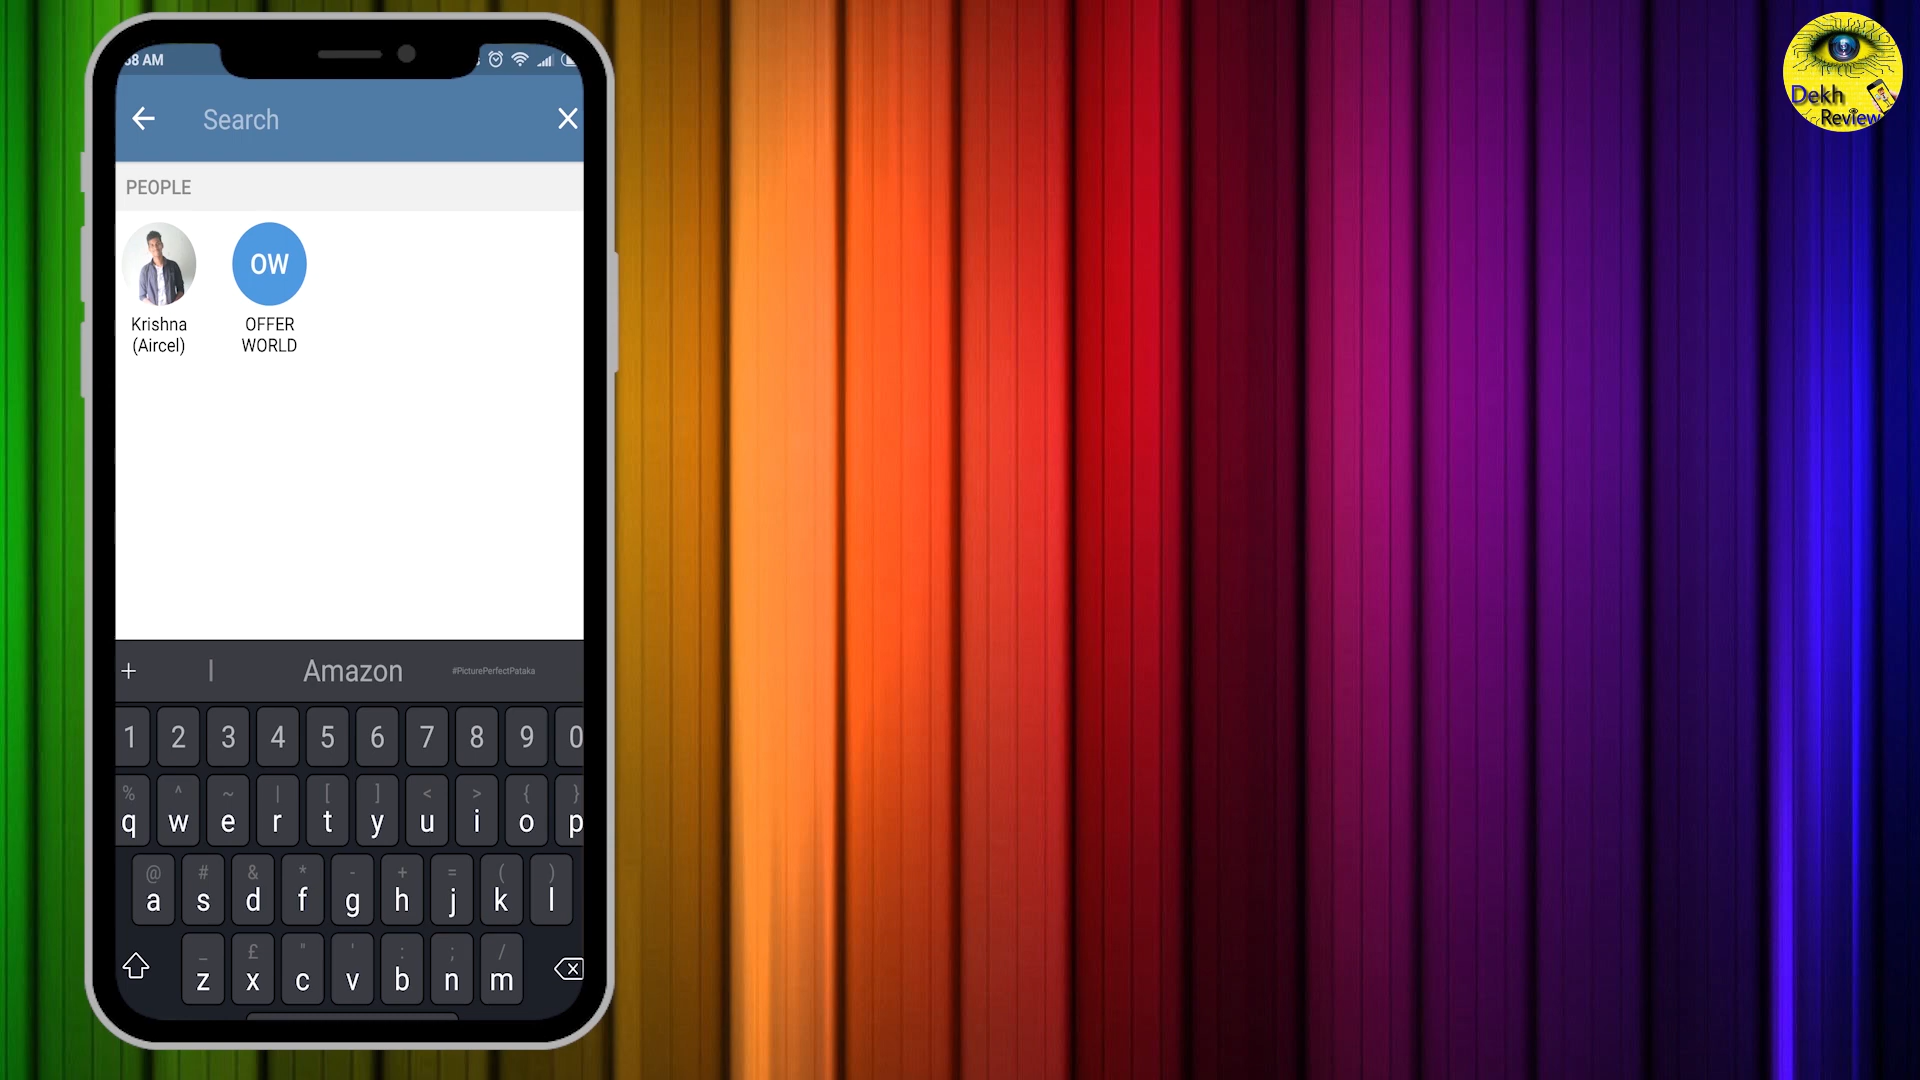 58 AM
Search
PEOPLE
OW
Krishna
(Aircel)
OFFER
WORLD
+ Amazon #PicturePerfectPataka
1 2 3 4 5 6 7 8 9 0
% ^ ~ | [ ] < > { }
q w e r t y u i o p
@ # & * - + = ( )
a s d f g h j k l
_ £ " ' : ; /
z x c v b n m
Dekh
Review